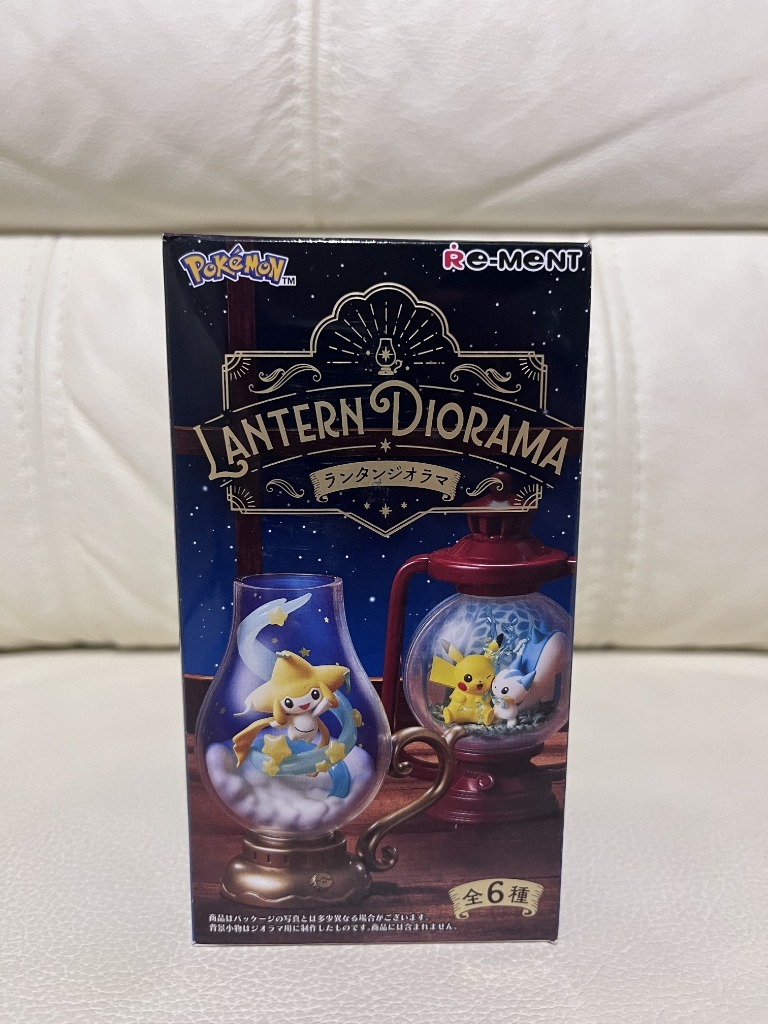 POKéMON™
Re-MeNT
LANTERN DIORAMA
ランタンジオラマ
全6種
商品はパッケージの写真とは多少異なる場合がございます。
背景小物はジオラマ用に制作したものです。商品には含まれません。